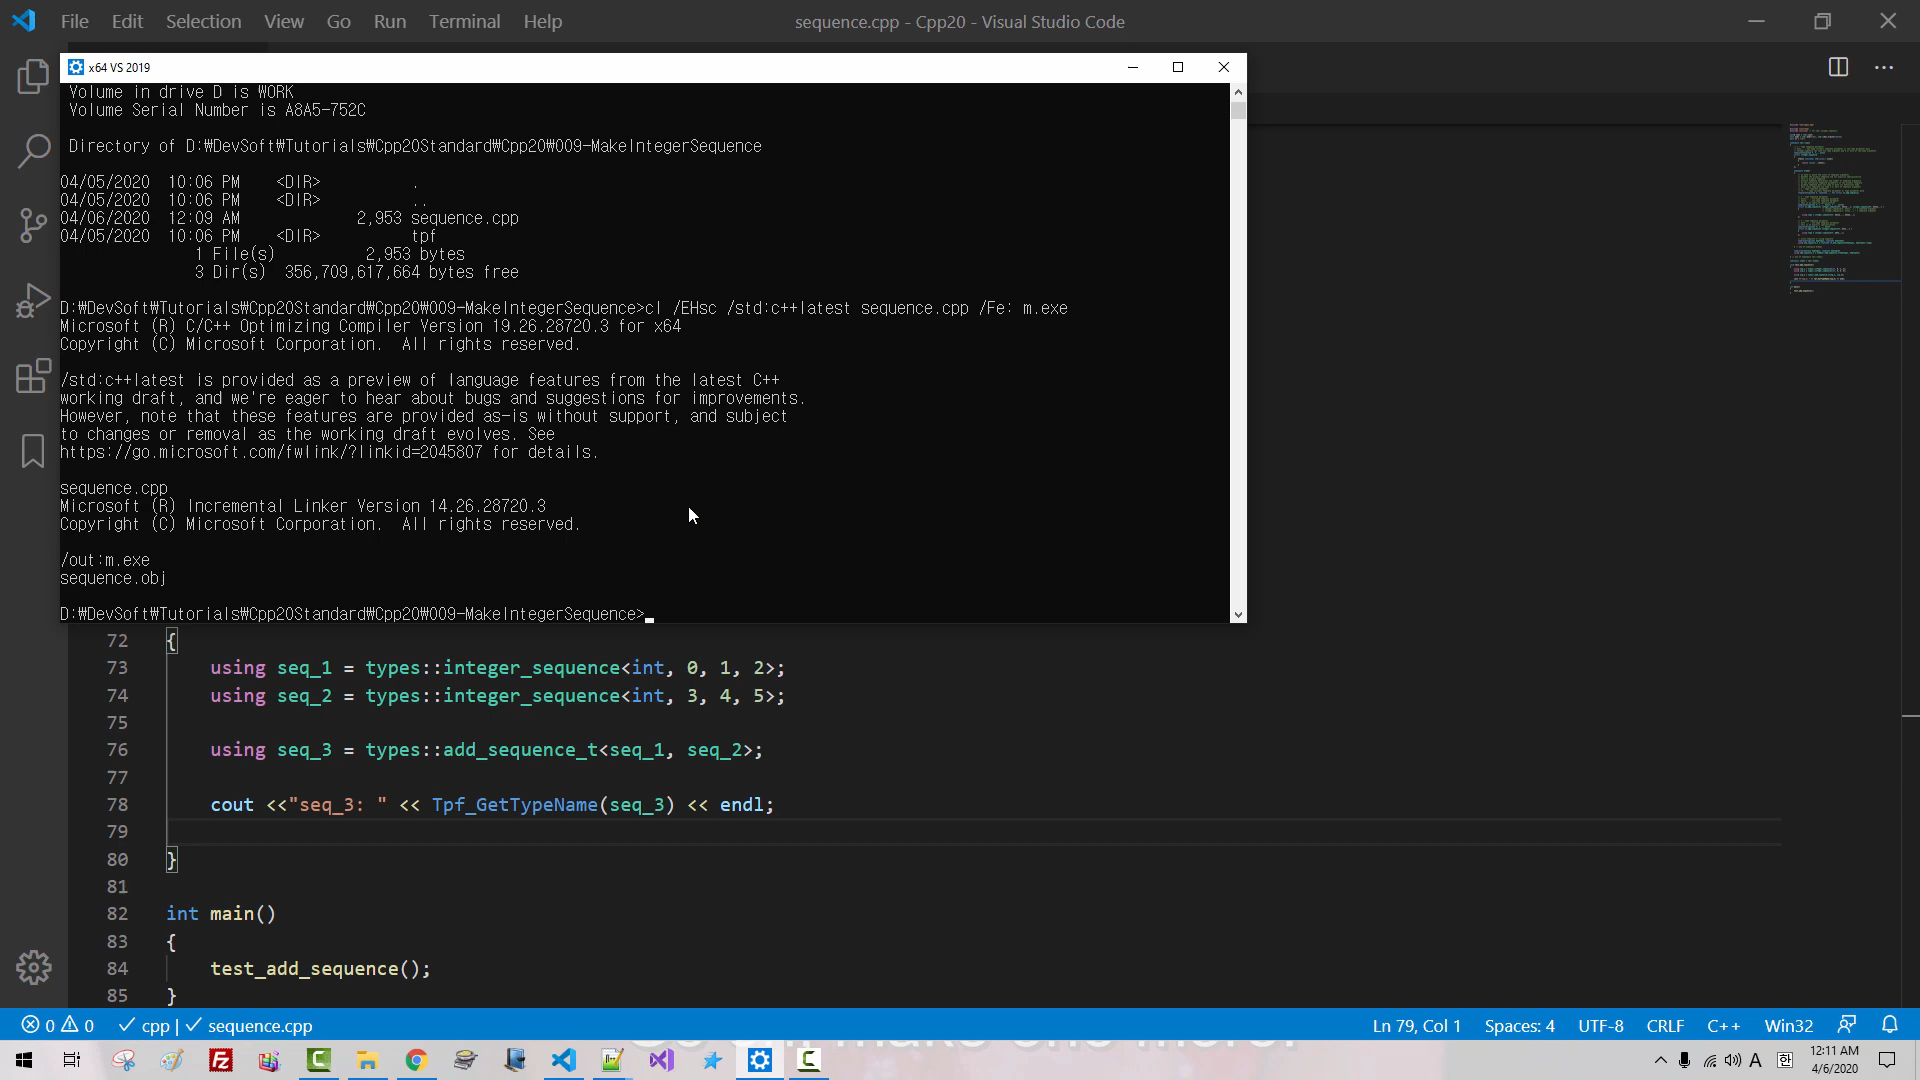 File Edit Selection View Go Run Terminal Help sequence.cpp - Cpp20 - Visual Studio Code
x64 VS 2019
Volume in drive D is WORK
Volume Serial Number is A8A5-752C
Directory of D:₩DevSoft₩Tutorials₩Cpp20Standard₩Cpp20₩009-MakeIntegerSequence
04/05/2020 10:06 PM <DIR> .
04/05/2020 10:06 PM <DIR> ..
04/06/2020 12:09 AM 2,953 sequence.cpp
04/05/2020 10:06 PM <DIR> tpf
1 File(s) 2,953 bytes
3 Dir(s) 356,709,617,664 bytes free
D:₩DevSoft₩Tutorials₩Cpp20Standard₩Cpp20₩009-MakeIntegerSequence>cl /EHsc /std:c++latest sequence.cpp /Fe: m.exe
Microsoft (R) C/C++ Optimizing Compiler Version 19.26.28720.3 for x64
Copyright (C) Microsoft Corporation. All rights reserved.
/std:c++latest is provided as a preview of language features from the latest C++
working draft, and we're eager to hear about bugs and suggestions for improvements.
However, note that these features are provided as-is without support, and subject
to changes or removal as the working draft evolves. See
https://go.microsoft.com/fwlink/?linkid=2045807 for details.
sequence.cpp
Microsoft (R) Incremental Linker Version 14.26.28720.3
Copyright (C) Microsoft Corporation. All rights reserved.
/out:m.exe
sequence.obj
D:₩DevSoft₩Tutorials₩Cpp20Standard₩Cpp20₩009-MakeIntegerSequence>
72 {
73 using seq_1 = types::integer_sequence<int, 0, 1, 2>;
74 using seq_2 = types::integer_sequence<int, 3, 4, 5>;
75
76 using seq_3 = types::add_sequence_t<seq_1, seq_2>;
77
78 cout <<"seq_3: " << Tpf_GetTypeName(seq_3) << endl;
79
80 }
81
82 int main()
83 {
84 test_add_sequence();
85 }
0 0 cpp | sequence.cpp Ln 79, Col 1 Spaces: 4 UTF-8 CRLF C++ Win32
A 한 12:11 AM
4/6/2020